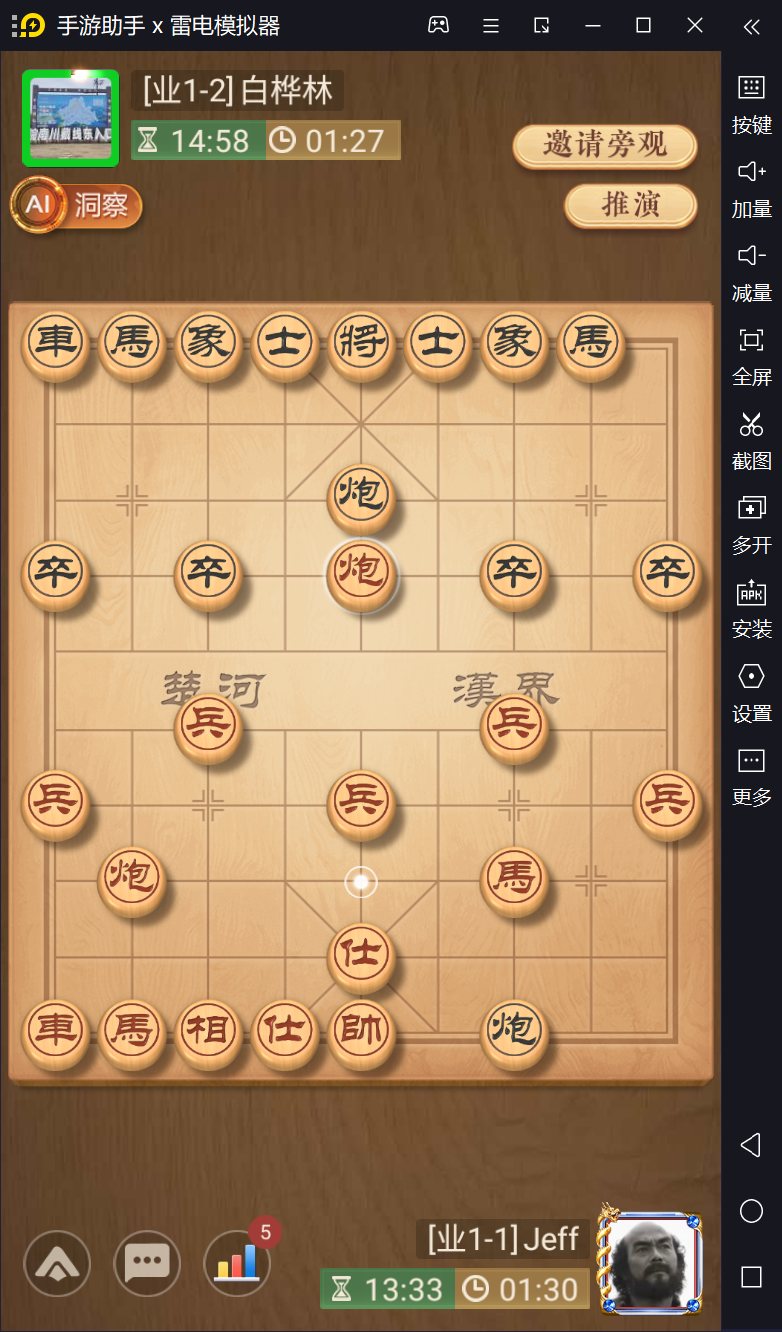 手游助手 x 雷电模拟器
[业1-2] 白桦林
14:58 01:27
邀请旁观
AI 洞察
推演
按键
加量
减量
全屏
截图
多开
APK
安装
设置
更多
車 馬 象 士 將 士 象 馬
炮
卒 卒 炮 卒 卒
楚河 漢界
兵 兵
兵 兵 兵
炮 馬
仕
車 馬 相 仕 帥 炮
5
[业1-1] Jeff
13:33 01:30